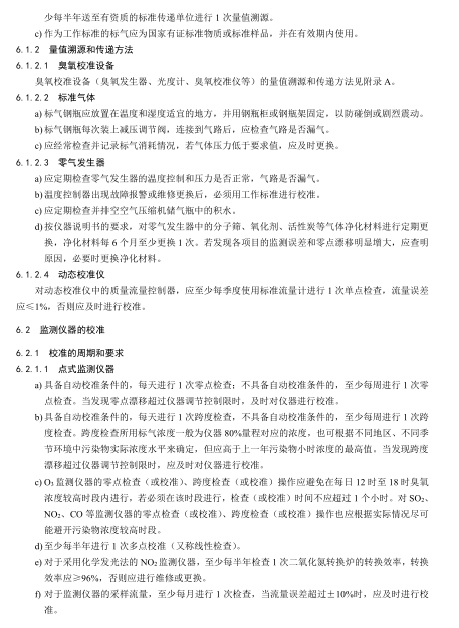 少每半年送至有资质的标准传递单位进行 1 次量值溯源。
c) 作为工作标准的标气应为国家有证标准物质或标准样品，并在有效期内使用。
6.1.2 量值溯源和传递方法
6.1.2.1 臭氧校准设备
臭氧校准设备（臭氧发生器、光度计、臭氧校准仪等）的量值溯源和传递方法见附录 A。
6.1.2.2 标准气体
a) 标气钢瓶应放置在温度和湿度适宜的地方，并用钢瓶柜或钢瓶架固定，以防碰倒或剧烈震动。
b) 标气钢瓶每次装上减压调节阀，连接到气路后，应检查气路是否漏气。
c) 应经常检查并记录标气消耗情况，若气体压力低于要求值，应及时更换。
6.1.2.3 零气发生器
a) 应定期检查零气发生器的温度控制和压力是否正常，气路是否漏气。
b) 温度控制器出现故障报警或维修更换后，必须用工作标准进行校准。
c) 应定期检查并排空空气压缩机储气瓶中的积水。
d) 按仪器说明书的要求，对零气发生器中的分子筛、氧化剂、活性炭等气体净化材料进行定期更
换，净化材料每 6 个月至少更换 1 次。若发现各项目的监测误差和零点漂移明显增大，应查明
原因，必要时更换净化材料。
6.1.2.4 动态校准仪
对动态校准仪中的质量流量控制器，应至少每季度使用标准流量计进行 1 次单点检查，流量误差
应≤1%，否则应及时进行校准。
6.2 监测仪器的校准
6.2.1 校准的周期和要求
6.2.1.1 点式监测仪器
a) 具备自动校准条件的，每天进行 1 次零点检查；不具备自动校准条件的，至少每周进行 1 次零
点检查。当发现零点漂移超过仪器调节控制限时，及时对仪器进行校准。
b) 具备自动校准条件的，每天进行 1 次跨度检查，不具备自动校准条件的，至少每周进行 1 次跨
度检查。跨度检查所用标气浓度一般为仪器 80%量程对应的浓度，也可根据不同地区、不同季
节环境中污染物实际浓度水平来确定，但应高于上一年污染物小时浓度的最高值。当发现跨度
漂移超过仪器调节控制限时，应及时对仪器进行校准。
c) O₃ 监测仪器的零点检查（或校准）、跨度检查（或校准）操作应避免在每日 12 时至 18 时臭氧
浓度较高时段内进行，若必须在该时段进行，检查（或校准）时间不应超过 1 个小时。对 SO₂、
NO₂、CO 等监测仪器的零点检查（或校准）、跨度检查（或校准）操作也应根据实际情况尽可
能避开污染物浓度较高时段。
d) 至少每半年进行 1 次多点校准（又称线性检查）。
e) 对于采用化学发光法的 NO₂ 监测仪器，至少每半年检查 1 次二氧化氮转换炉的转换效率，转换
效率应≥96%，否则应进行维修或更换。
f) 对于监测仪器的采样流量，至少每月进行 1 次检查，当流量误差超过±10%时，应及时进行校
准。